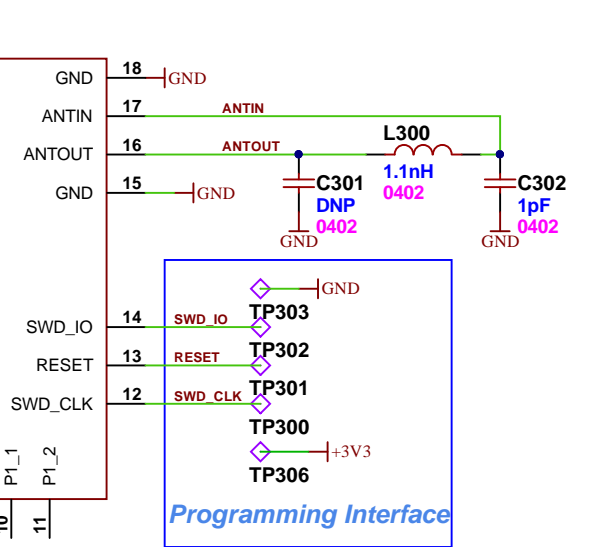 GND 18 GND
ANTIN 17 ANTIN
L300
ANTOUT 16 ANTOUT
1.1nH
0402
C301
DNP
0402
GND
C302
1pF
0402
GND
GND 15 GND
GND
TP303
SWD_IO 14 SWD_IO
TP302
RESET 13 RESET
TP301
SWD_CLK 12 SWD_CLK
TP300
+3V3
TP306
Programming Interface
P1_1
P1_2
10
11